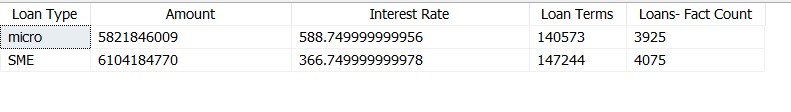 Loan Type Amount Interest Rate Loan Terms Loans- Fact Count
micro 5821846009 588.749999999956 140573 3925
SME 6104184770 366.749999999978 147244 4075